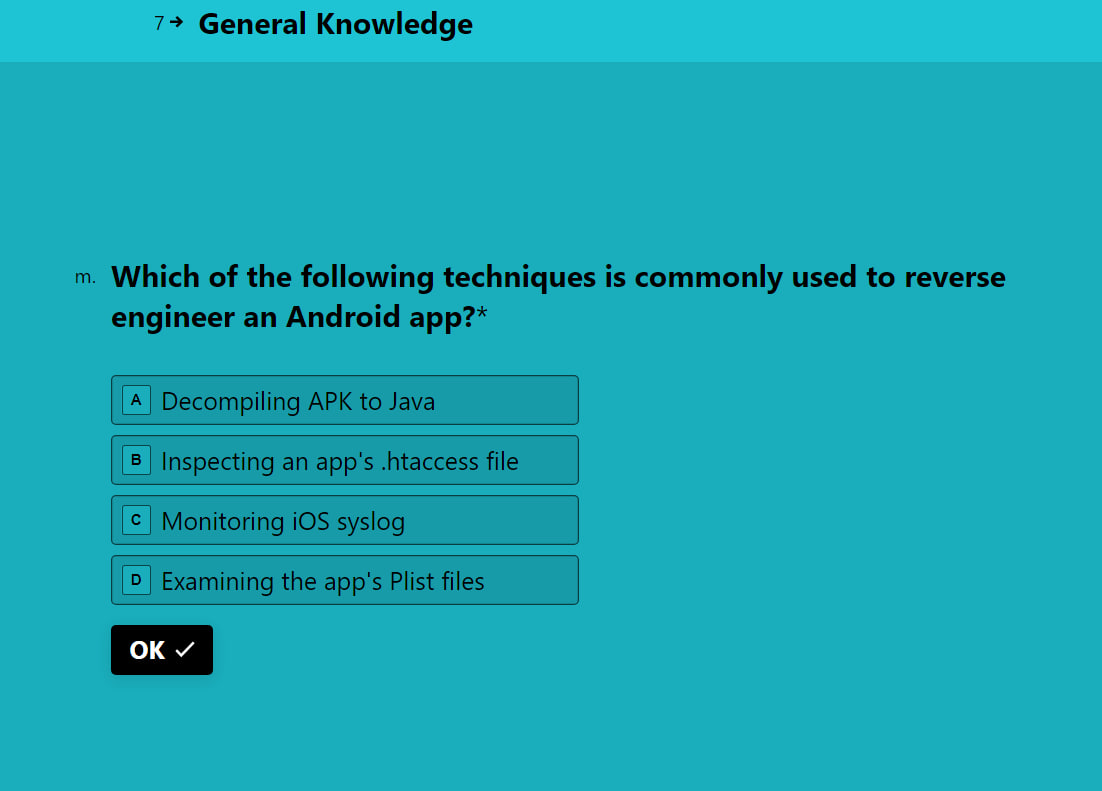 7→ General Knowledge
m. Which of the following techniques is commonly used to reverse
engineer an Android app?*
A Decompiling APK to Java
B Inspecting an app's .htaccess file
C Monitoring iOS syslog
D Examining the app's Plist files
OK ✓